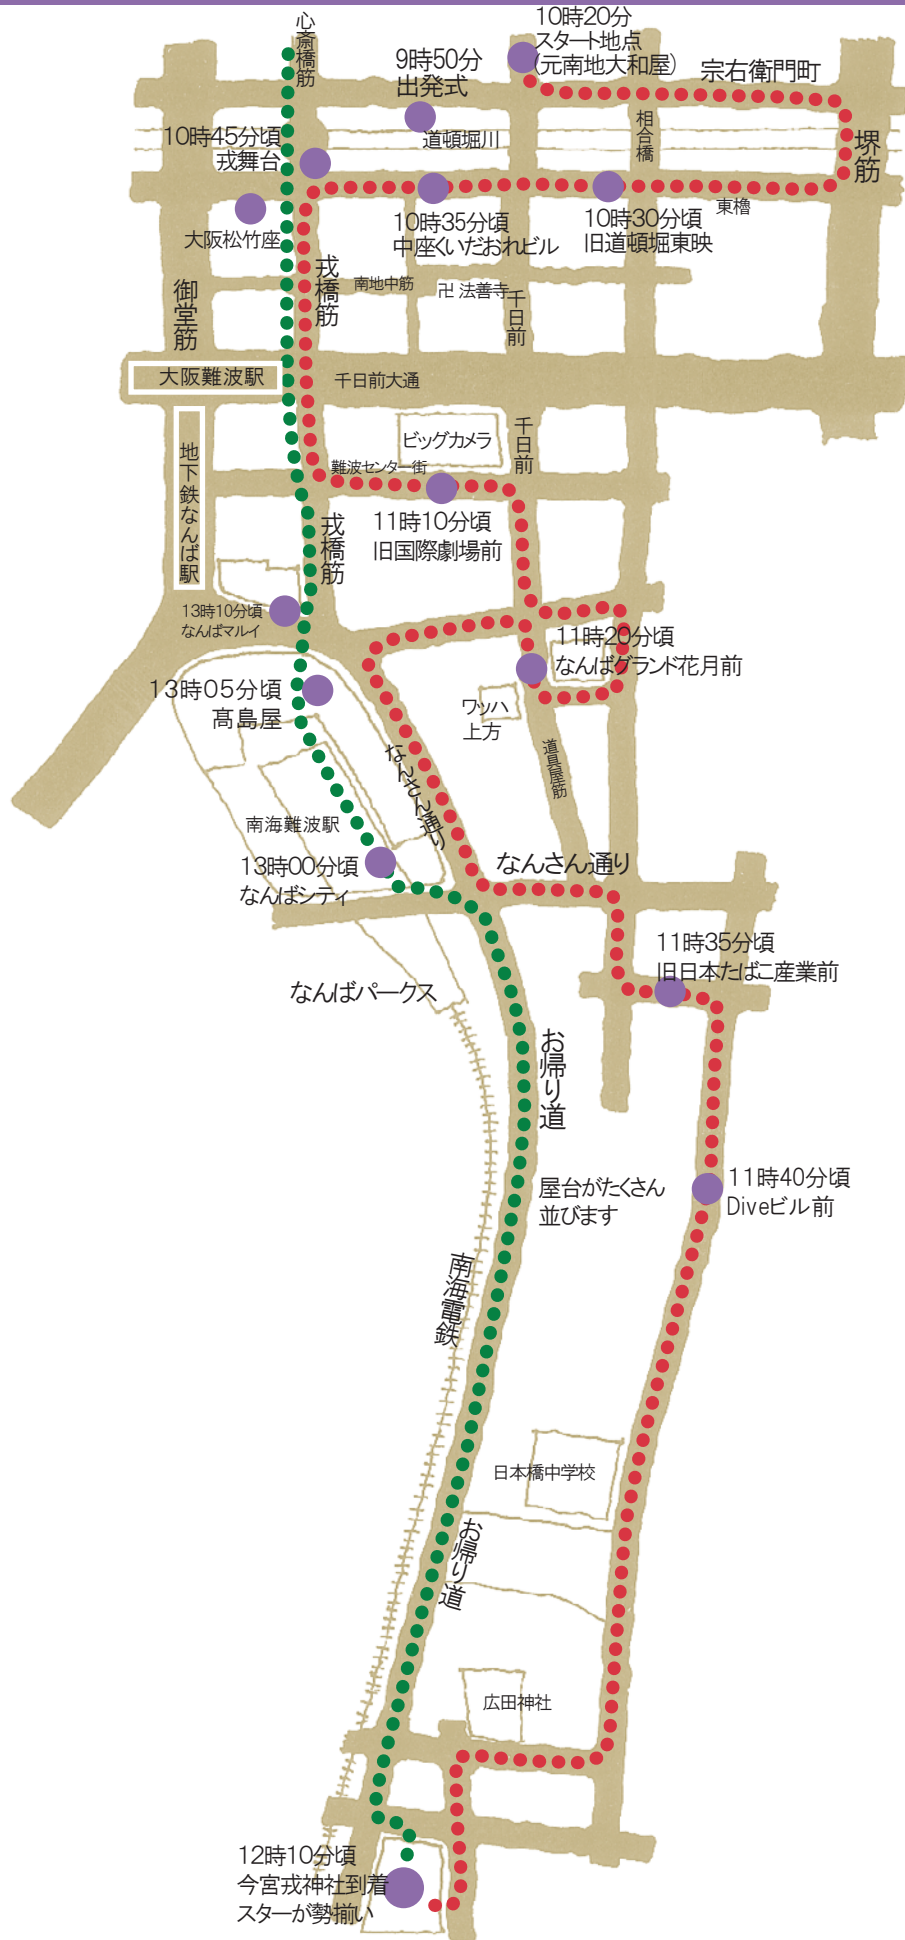 心斎橋筋
10時20分
スタート地点
(元南地大和屋)
9時50分
出発式
宗右衛門町
相合橋
堺筋
道頓堀川
10時45分頃
戎舞台
大阪松竹座
10時35分頃
中座くいだおれビル
10時30分頃
旧道頓堀東映
東櫓
御堂筋
戎橋筋
南地中筋
卍 法善寺
千日前
大阪難波駅
千日前大通
地下鉄なんば駅
ビッグカメラ
千日前
難波センター街
戎橋筋
11時10分頃
旧国際劇場前
13時10分頃
なんばマルイ
11時20分頃
なんばグランド花月前
13時05分頃
髙島屋
ワッハ
上方
道具屋筋
なんさん通り
南海難波駅
13時00分頃
なんばシティ
なんさん通り
11時35分頃
旧日本たばこ産業前
なんばパークス
お帰り道
屋台がたくさん
並びます
11時40分頃
Diveビル前
南海電鉄
日本橋中学校
お帰り道
広田神社
12時10分頃
今宮戎神社到着
スターが勢揃い